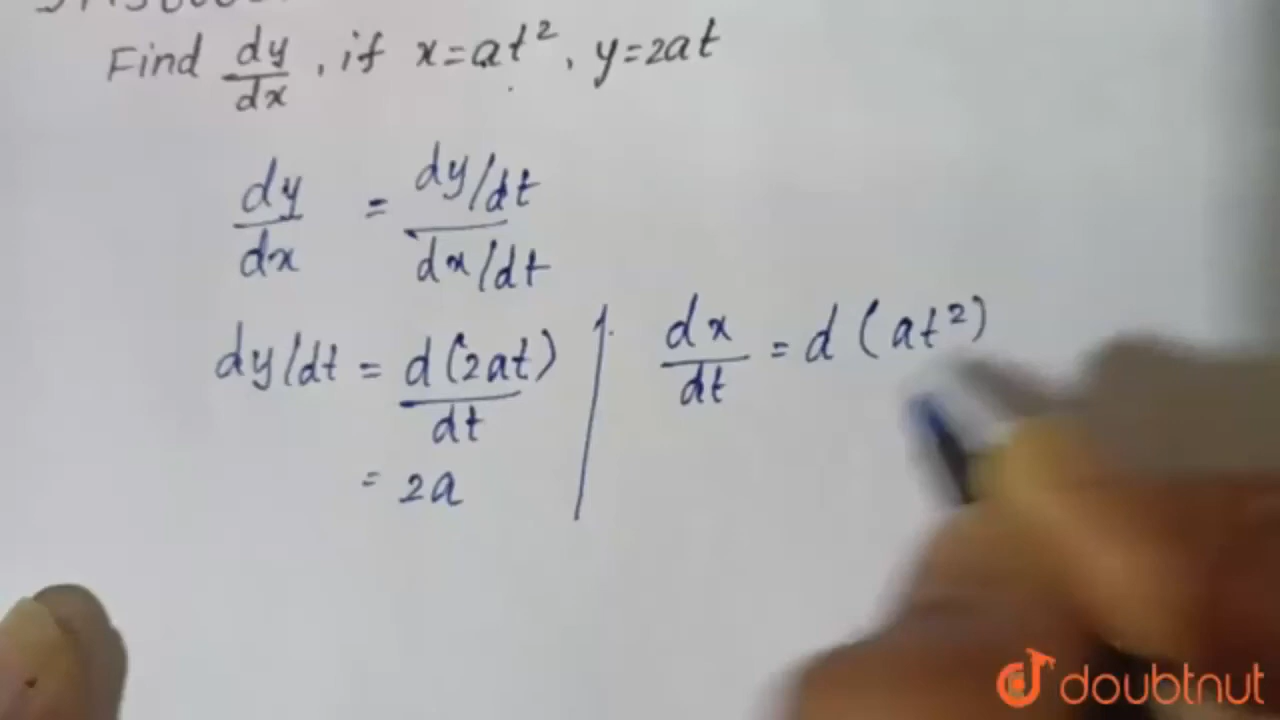 Find dy/dx, if x=at², y=2at
dy/dx = dy/dt / dx/dt
dy/dt = d(2at)/dt
= 2a
dx/dt = d(at²)
doubtnut